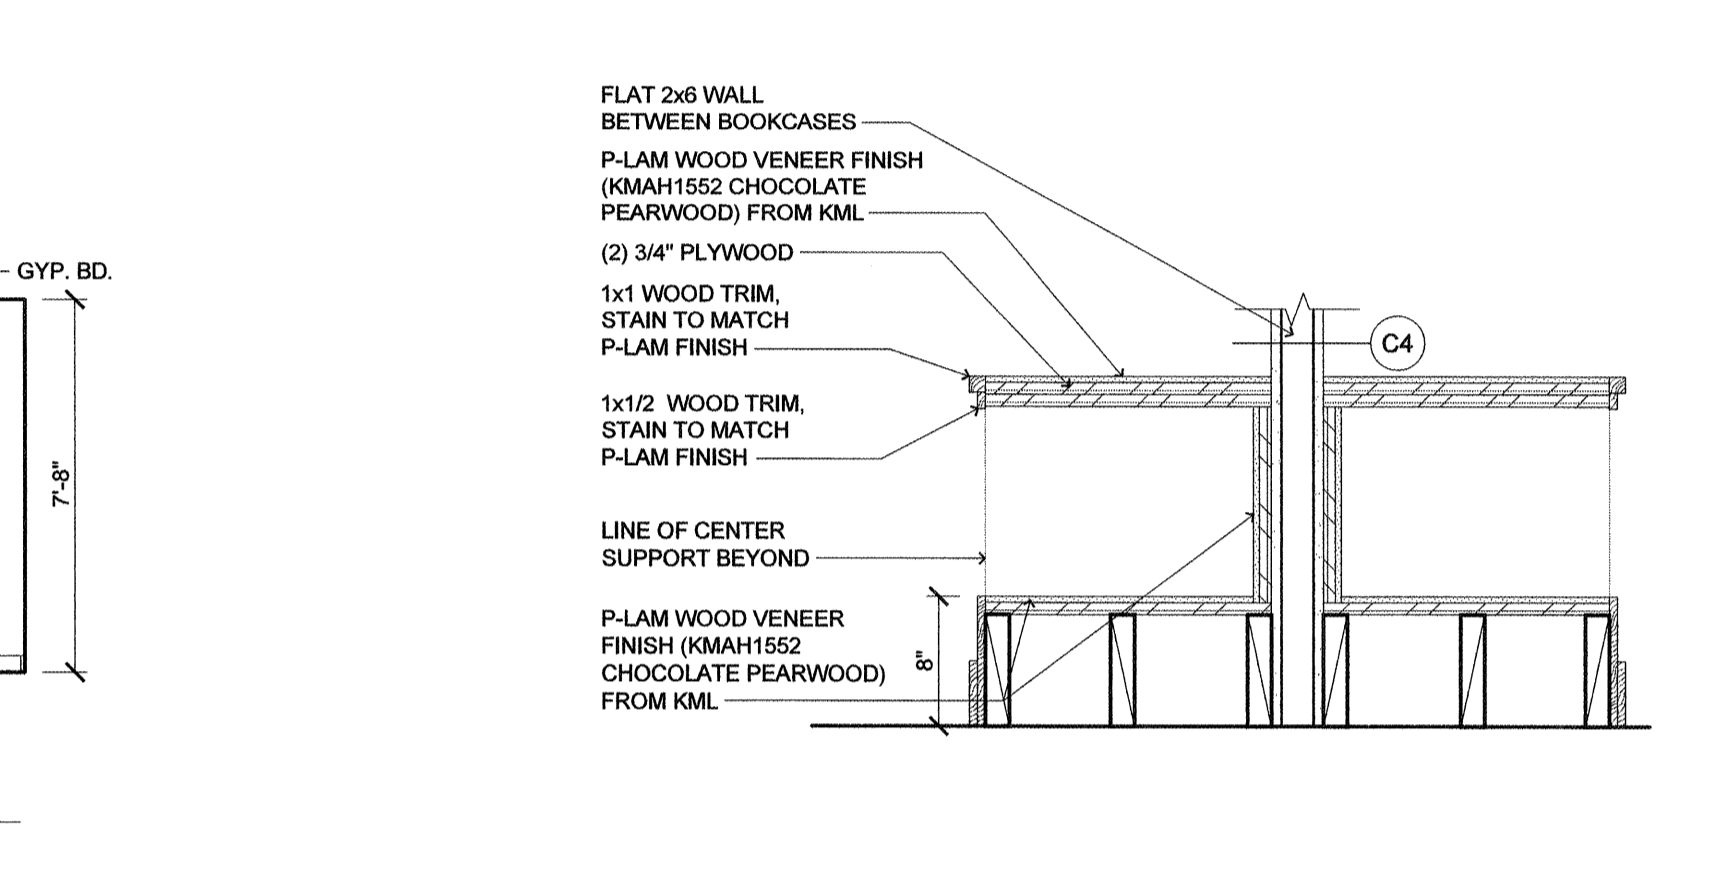 FLAT 2x6 WALL
BETWEEN BOOKCASES
P-LAM WOOD VENEER FINISH
(KMAH1552 CHOCOLATE
PEARWOOD) FROM KML
(2) 3/4" PLYWOOD
GYP. BD.
1x1 WOOD TRIM,
STAIN TO MATCH
P-LAM FINISH
C4
1x1/2 WOOD TRIM,
STAIN TO MATCH
P-LAM FINISH
7'-8"
LINE OF CENTER
SUPPORT BEYOND
P-LAM WOOD VENEER
FINISH (KMAH1552
CHOCOLATE PEARWOOD)
FROM KML
8"